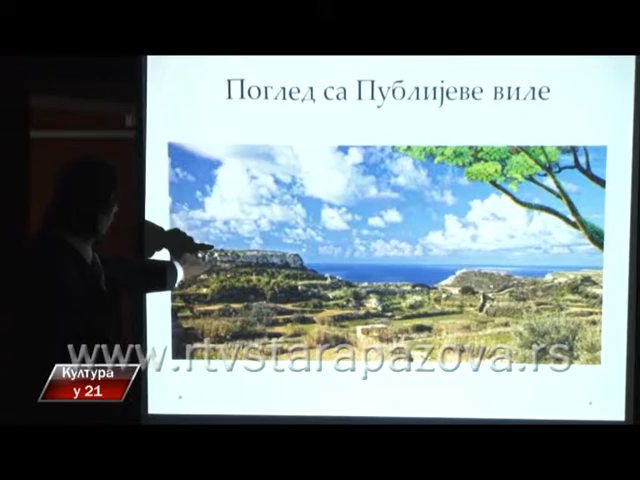 Поглед са Публијеве виле
www.rtvstarapazova.rs
Култура
у 21